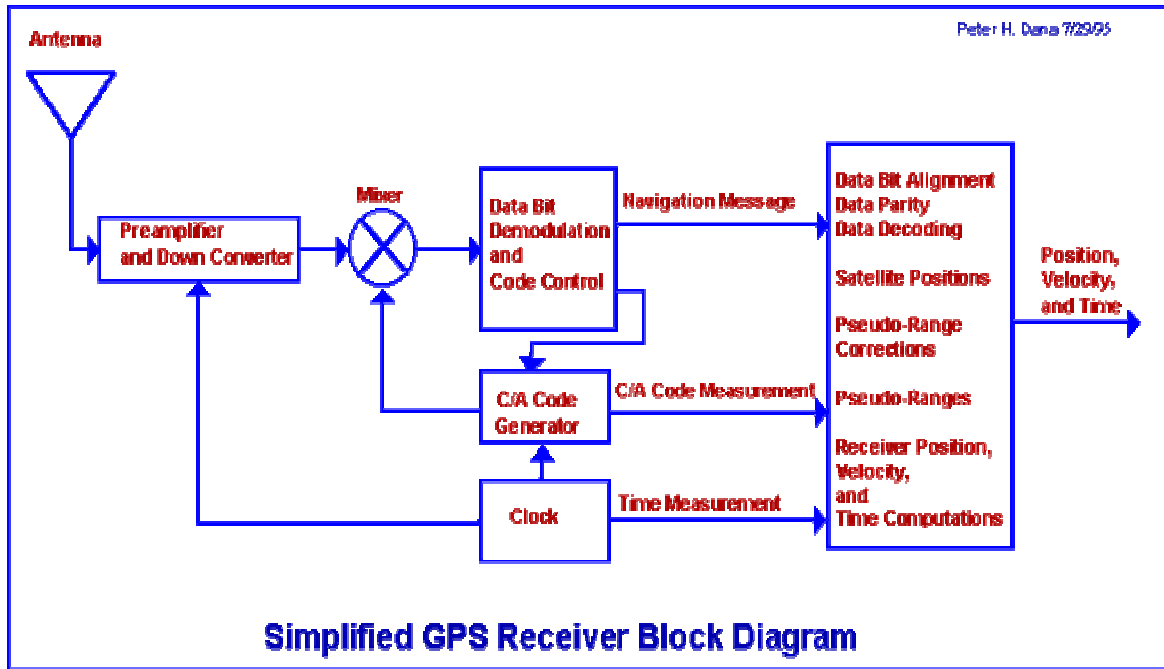 Peter H. Dana 7/29/95
Antenna
Mixer
Preamplifier
and Down Converter
Data Bit
Demodulation
and
Code Control
Navigation Message
Data Bit Alignment
Data Parity
Data Decoding
Satellite Positions
Pseudo-Range
Corrections
Pseudo-Ranges
Receiver Position,
Velocity,
and
Time Computations
Position,
Velocity,
and Time
C/A Code
Generator
C/A Code Measurement
Clock
Time Measurement
Simplified GPS Receiver Block Diagram